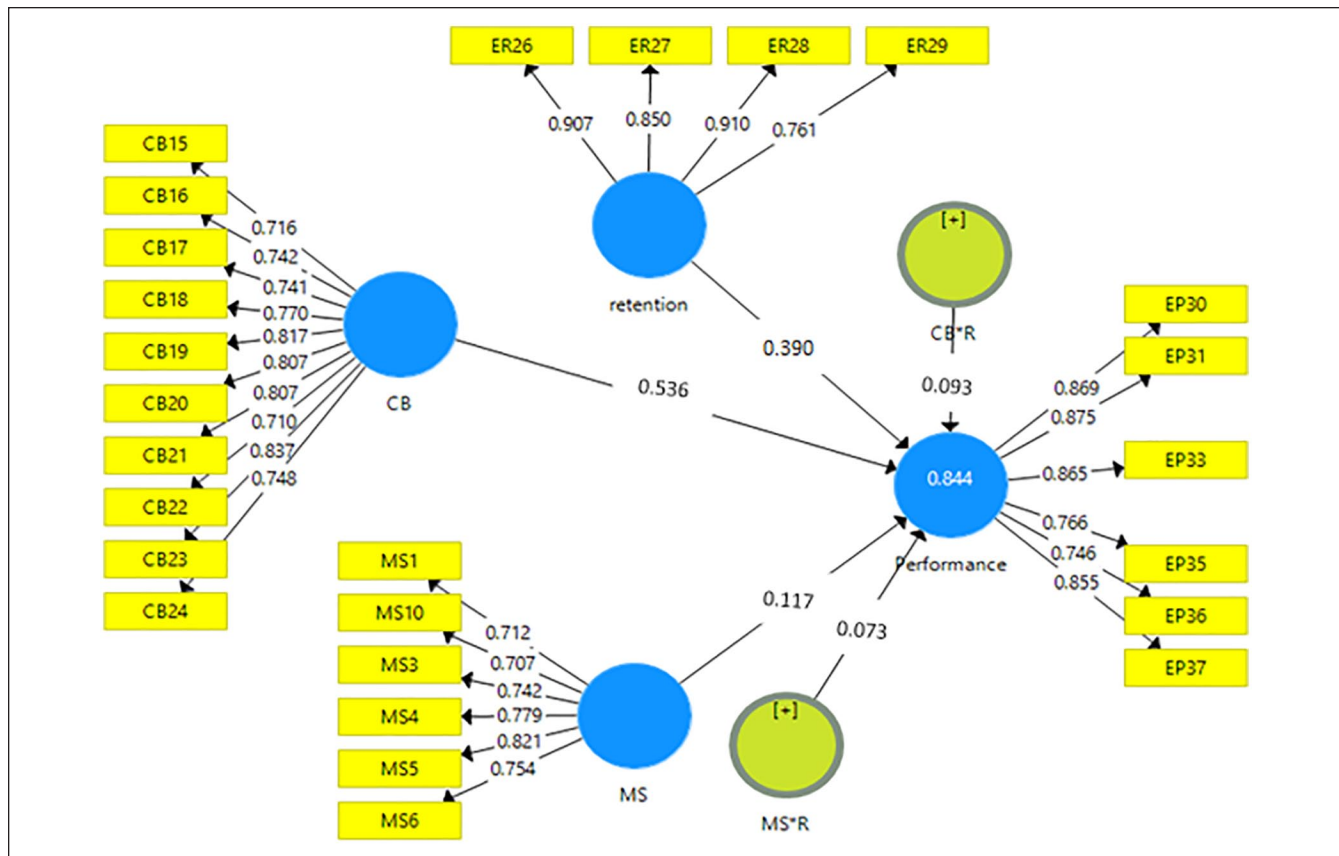 ER26
ER27
ER28
ER29
0.907
0.850
0.910
0.761
retention
CB15
CB16
CB17
CB18
CB19
CB20
CB21
CB22
CB23
CB24
0.716
0.742
0.741
0.770
0.817
0.807
0.807
0.710
0.837
0.748
CB
[+]
CB*R
0.390
0.536
0.093
0.844
Performance
EP30
EP31
EP33
EP35
EP36
EP37
0.869
0.875
0.865
0.766
0.746
0.855
MS1
MS10
MS3
MS4
MS5
MS6
0.712
0.707
0.742
0.779
0.821
0.754
MS
0.117
0.073
[+]
MS*R